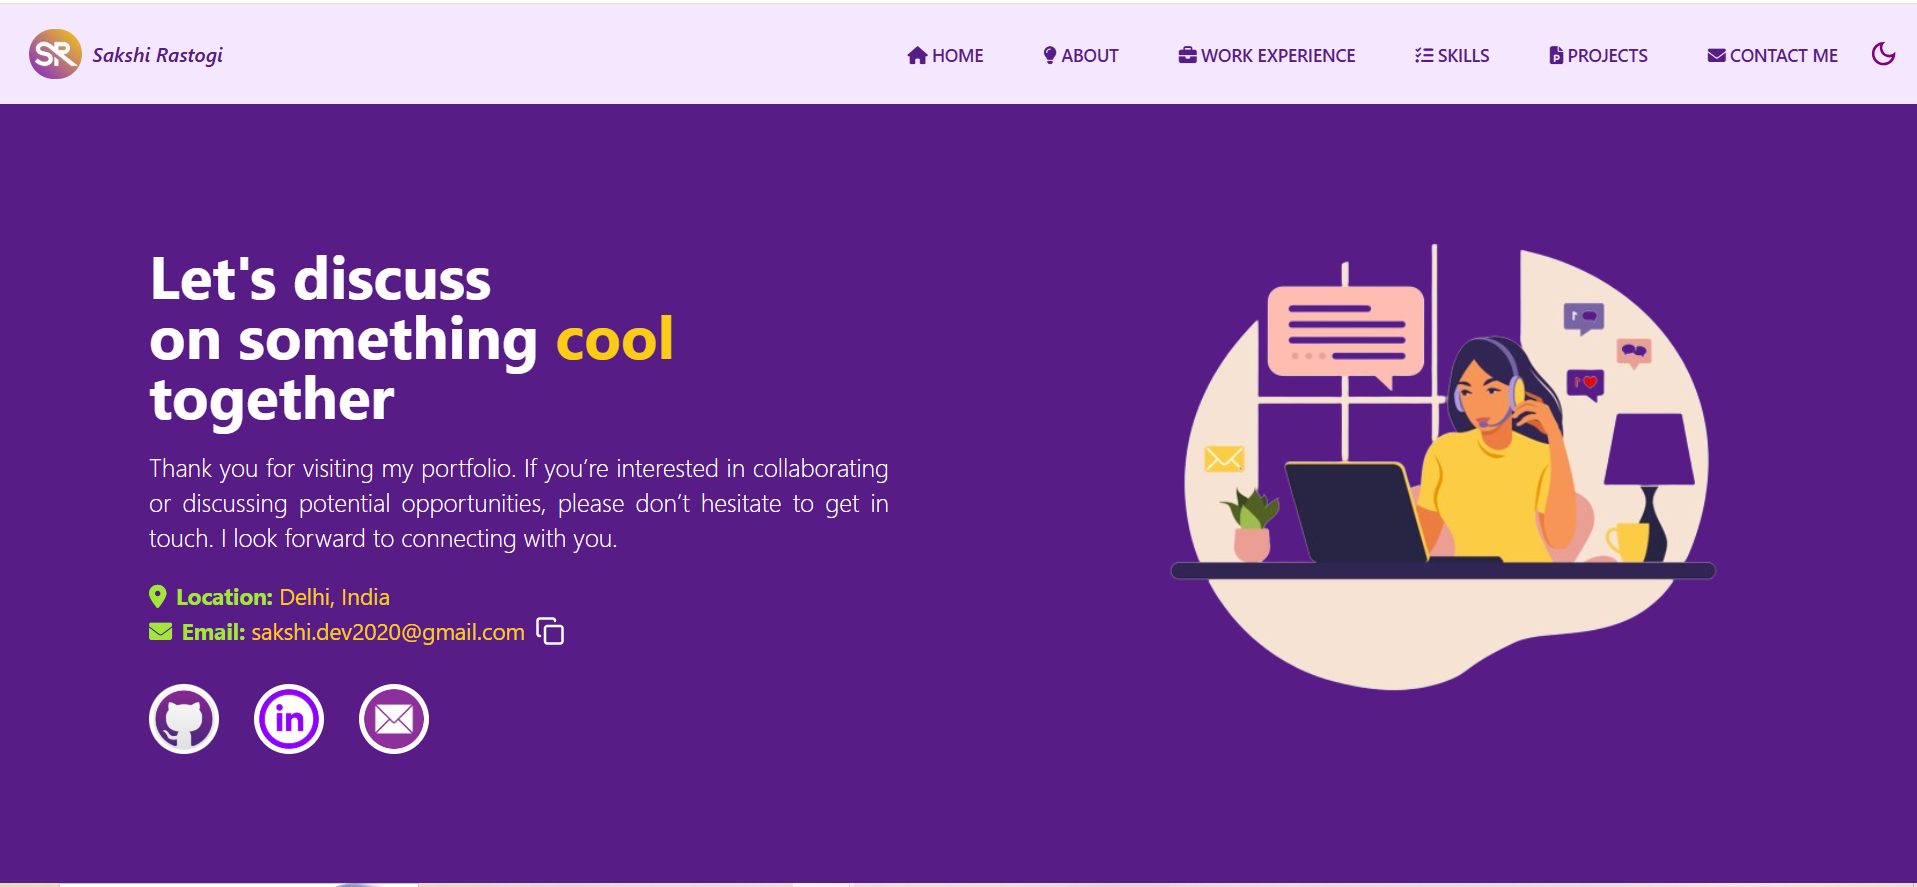 SR Sakshi Rastogi
HOME ABOUT WORK EXPERIENCE SKILLS PROJECTS CONTACT ME
Let's discuss
on something cool
together
Thank you for visiting my portfolio. If you’re interested in collaborating
or discussing potential opportunities, please don’t hesitate to get in
touch. I look forward to connecting with you.
Location: Delhi, India
Email: sakshi.dev2020@gmail.com
in